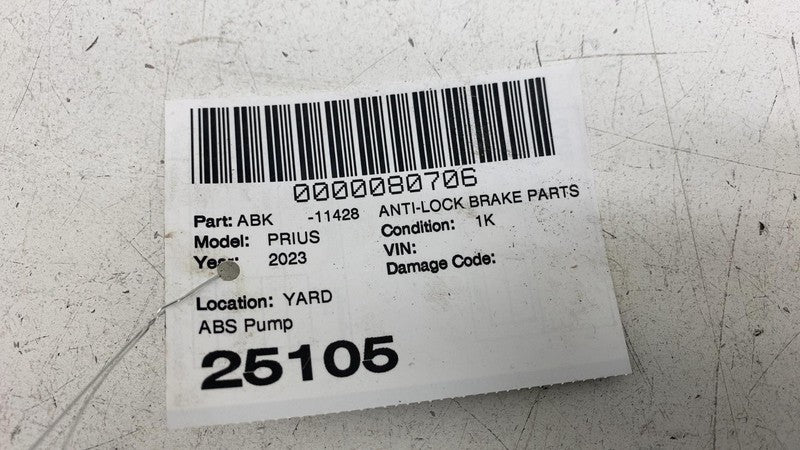 0000080706
Part: ABK -11428 ANTI-LOCK BRAKE PARTS
Model: PRIUS Condition: 1K
Year: 2023 VIN:
Damage Code:
Location: YARD
ABS Pump
25105